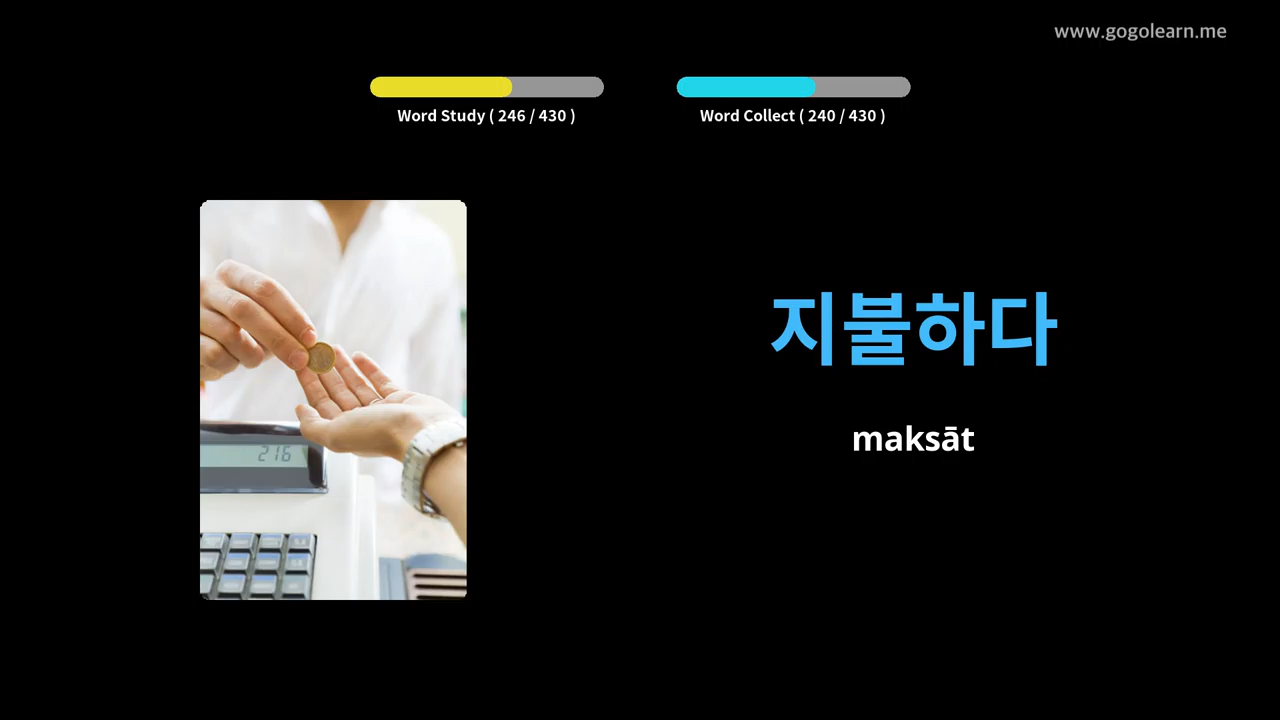 www.gogolearn.me
Word Study ( 246 / 430 )
Word Collect ( 240 / 430 )
지불하다
maksāt
216